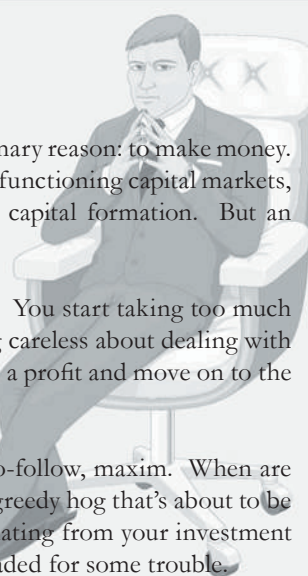 nary reason: to make money.
functioning capital markets,
capital formation. But an
You start taking too much
careless about dealing with
a profit and move on to the
o-follow, maxim. When are
greedy hog that's about to be
ating from your investment
aded for some trouble.